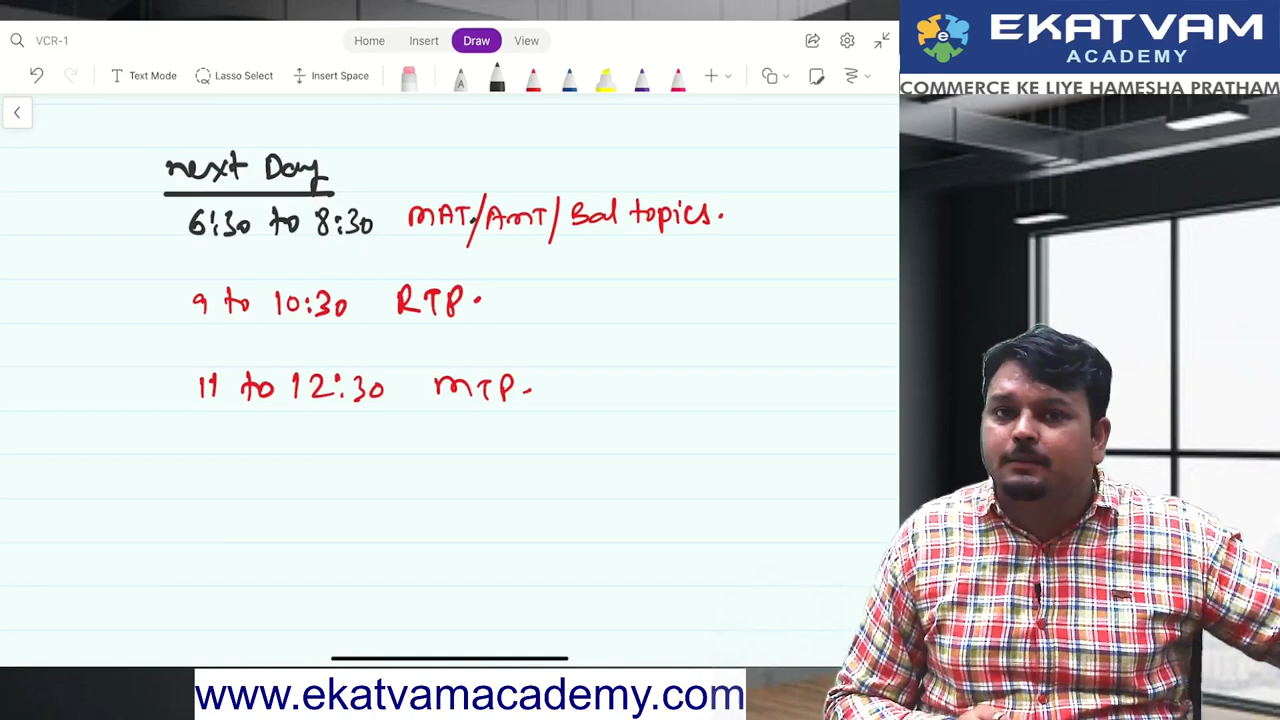 VCR-1
Home Insert Draw View
Text Mode Lasso Select Insert Space
EKATVAM
ACADEMY
COMMERCE KE LIYE HAMESHA PRATHAM
next Day
6:30 to 8:30 MAT/AMT/Bal topics.
9 to 10:30 RTP.
11 to 12:30 MTP.
www.ekatvamacademy.com